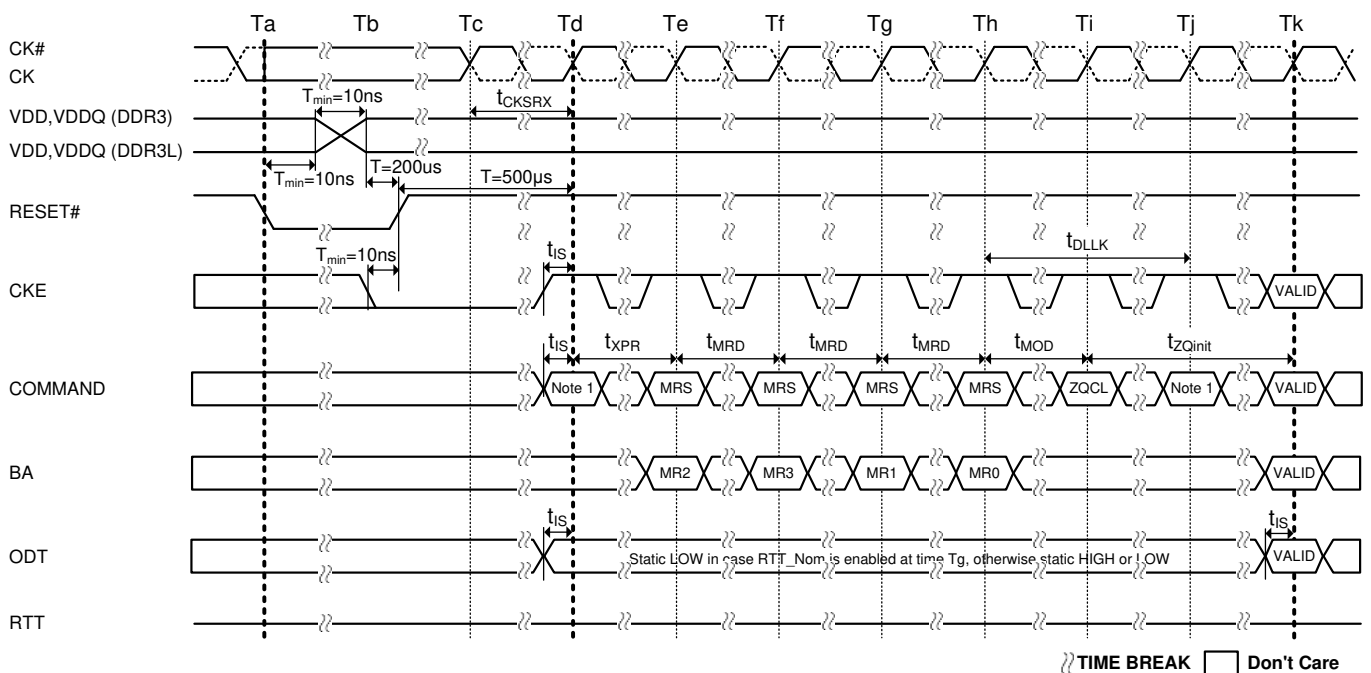 Ta Tb Tc Td Te Tf Tg Th Ti Tj Tk
CK#
CK
Tmin=10ns tCKSRX
VDD,VDDQ (DDR3)
VDD,VDDQ (DDR3L)
Tmin=10ns T=200us T=500µs
RESET#
Tmin=10ns tIS tDLLK
CKE VALID
tIS tXPR tMRD tMRD tMRD tMOD tZQinit
COMMAND Note 1 MRS MRS MRS MRS ZQCL Note 1 VALID
BA MR2 MR3 MR1 MR0 VALID
tIS tIS
ODT Static LOW in case RTT_Nom is enabled at time Tg, otherwise static HIGH or LOW VALID
RTT
TIME BREAK Don't Care